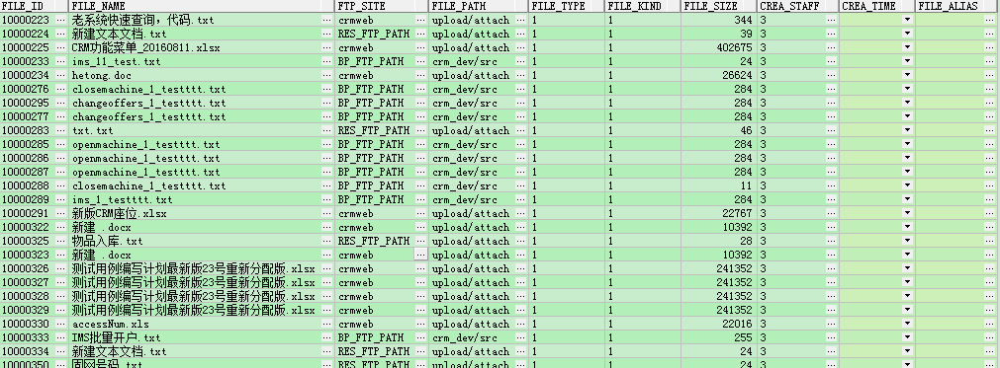 FILE_ID FILE_NAME FTP_SITE FILE_PATH FILE_TYPE FILE_KIND FILE_SIZE CREA_STAFF CREA_TIME FILE_ALIAS
10000223 老系统快速查询，代码.txt crmweb upload/attach 1 1 344 3
10000224 新建文本文档.txt RES_FTP_PATH upload/attach 1 1 39 3
10000225 CRM功能菜单_20160811.xlsx crmweb upload/attach 1 1 402675 3
10000233 ims_11_test.txt BP_FTP_PATH crm_dev/src 1 1 24 3
10000234 hetong.doc crmweb upload/attach 1 1 26624 3
10000276 closemachine_1_testttt.txt BP_FTP_PATH crm_dev/src 1 1 284 3
10000295 changeoffers_1_testttt.txt BP_FTP_PATH crm_dev/src 1 1 284 3
10000277 changeoffers_1_testttt.txt BP_FTP_PATH crm_dev/src 1 1 284 3
10000283 txt.txt RES_FTP_PATH upload/attach 1 1 46 3
10000285 openmachine_1_testttt.txt BP_FTP_PATH crm_dev/src 1 1 284 3
10000286 openmachine_1_testttt.txt BP_FTP_PATH crm_dev/src 1 1 284 3
10000287 openmachine_1_testttt.txt BP_FTP_PATH crm_dev/src 1 1 284 3
10000288 closemachine_1_testttt.txt BP_FTP_PATH crm_dev/src 1 1 11 3
10000289 ims_1_testttt.txt BP_FTP_PATH crm_dev/src 1 1 284 3
10000291 新版CRM座位.xlsx crmweb upload/attach 1 1 22767 3
10000322 新建 .docx crmweb upload/attach 1 1 10392 3
10000325 物品入库.txt RES_FTP_PATH upload/attach 1 1 28 3
10000323 新建 .docx crmweb upload/attach 1 1 10392 3
10000326 测试用例编写计划最新版23号重新分配版.xlsx crmweb upload/attach 1 1 241352 3
10000327 测试用例编写计划最新版23号重新分配版.xlsx crmweb upload/attach 1 1 241352 3
10000328 测试用例编写计划最新版23号重新分配版.xlsx crmweb upload/attach 1 1 241352 3
10000329 测试用例编写计划最新版23号重新分配版.xlsx crmweb upload/attach 1 1 241352 3
10000330 accessNum.xls crmweb upload/attach 1 1 22016 3
10000333 IMS批量开户.txt BP_FTP_PATH crm_dev/src 1 1 255 3
10000334 新建文本文档.txt RES_FTP_PATH upload/attach 1 1 24 3
10000350 固网号码.txt RES_FTP_PATH upload/attach 1 1 24 3